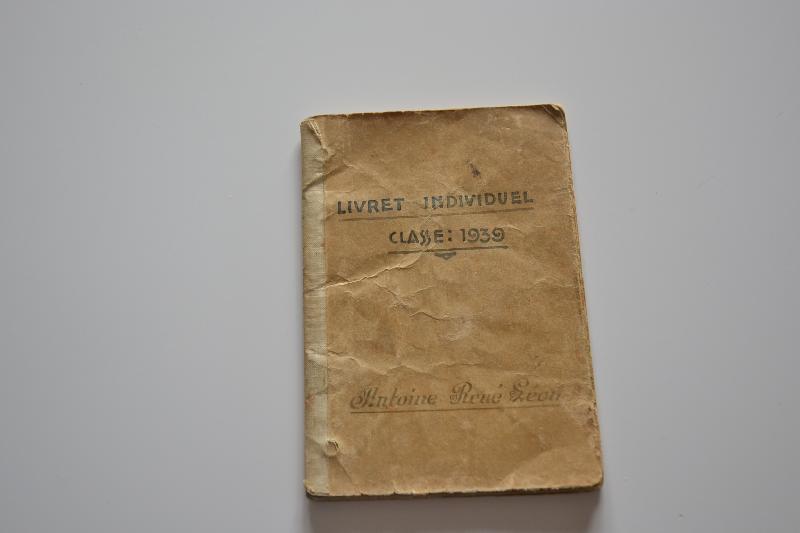 LIVRET INDIVIDUEL
CLASSE: 1939
Antoine René Léon